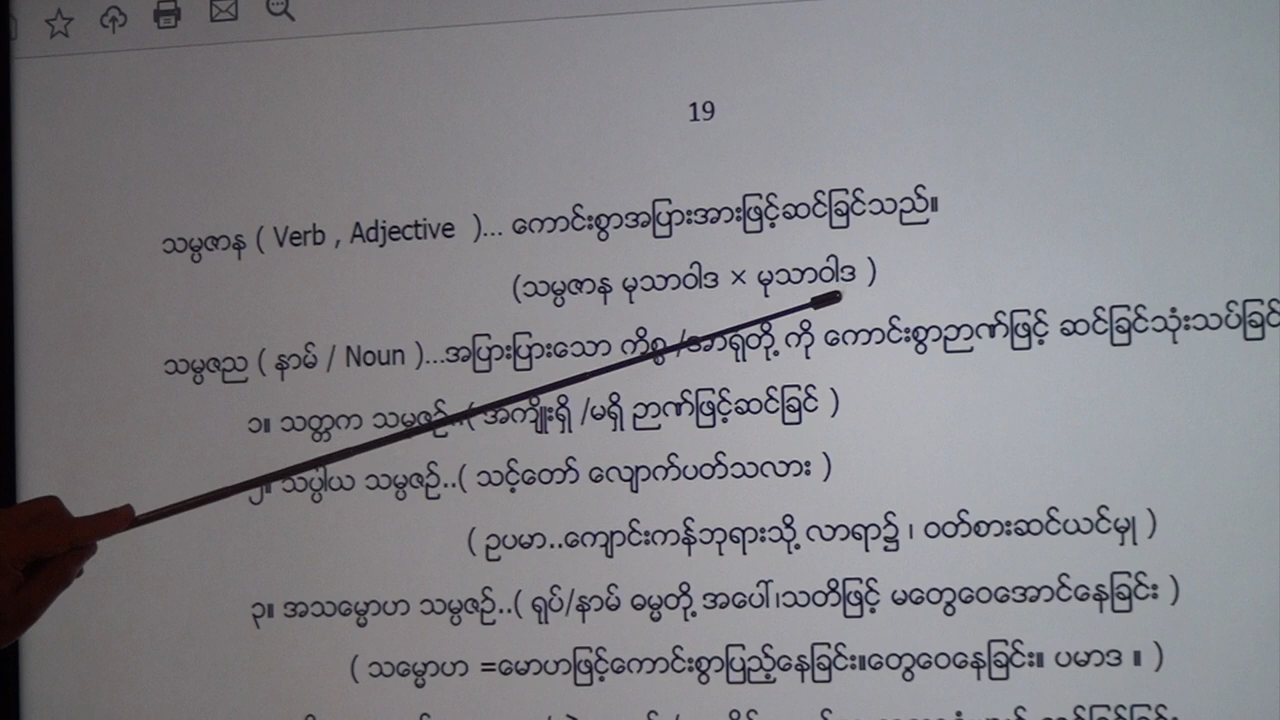 19
သမ္ပဇာန ( Verb , Adjective )... ကောင်းစွာအပြားအားဖြင့်ဆင်ခြင်သည်။
(သမ္ပဇာန မုသာဝါဒ × မုသာဝါဒ )
သမ္ပဇည ( နာမ် / Noun )...အပြားပြားသော ကိစ္စ /အာရုတို့ ကို ကောင်းစွာဉာဏ်ဖြင့် ဆင်ခြင်သုံးသပ်ခြင်
၁။ သတ္တက သမ္ပဇဉ်..( အကျိုးရှိ /မရှိ ဉာဏ်ဖြင့်ဆင်ခြင် )
၂။ သပ္ပါယ သမ္ပဇဉ်..( သင့်တော် လျောက်ပတ်သလား )
( ဥပမာ..ကျောင်းကန်ဘုရားသို့ လာရာ၌ ၊ ဝတ်စားဆင်ယင်မှု )
၃။ အသမ္မောဟ သမ္ပဇဉ်..( ရုပ်/နာမ် ဓမ္မတို့ အပေါ် ၊သတိဖြင့် မတွေဝေအောင်နေခြင်း )
( သမ္မောဟ =မောဟဖြင့်ကောင်းစွာပြည့်နေခြင်း။တွေဝေနေခြင်း။ ပမာဒ ။ )